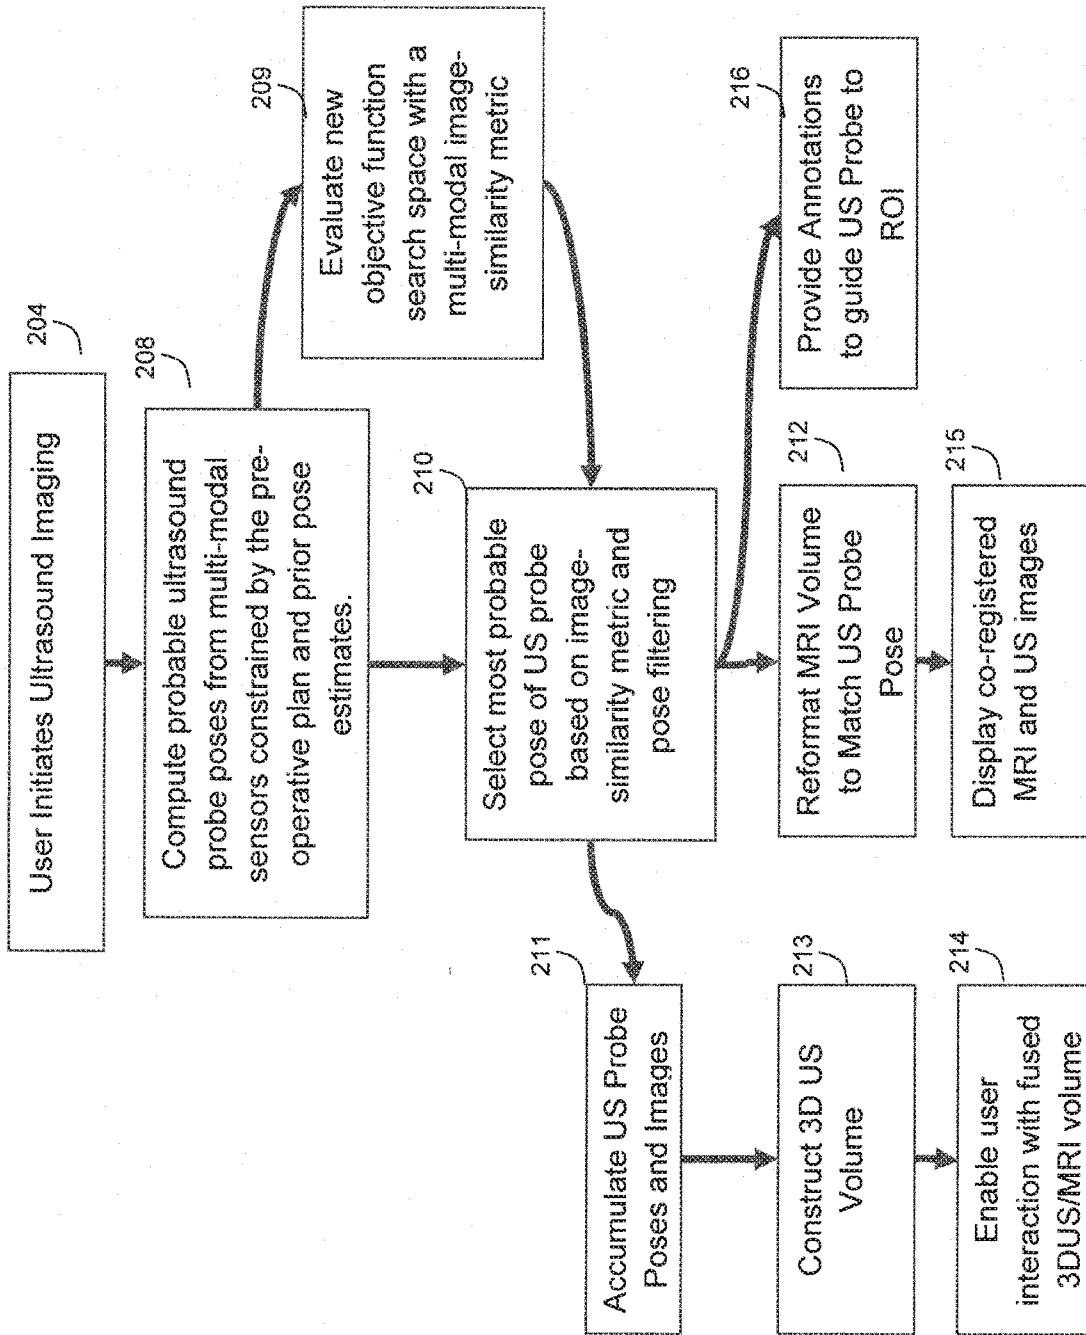 204
User Initiates Ultrasound Imaging
208
Compute probable ultrasound
probe poses from multi-modal
sensors constrained by the pre-
operative plan and prior pose
estimates.
209
Evaluate new
objective function
search space with a
multi-modal image-
similarity metric
210
Select most probable
pose of US probe
based on image-
similarity metric and
pose filtering
211
Accumulate US Probe
Poses and Images
213
Construct 3D US
Volume
214
Enable user
interaction with fused
3DUS/MRI volume
212
Reformat MRI Volume
to Match US Probe
Pose
215
Display co-registered
MRI and US images
216
Provide Annotations
to guide US Probe to
ROI